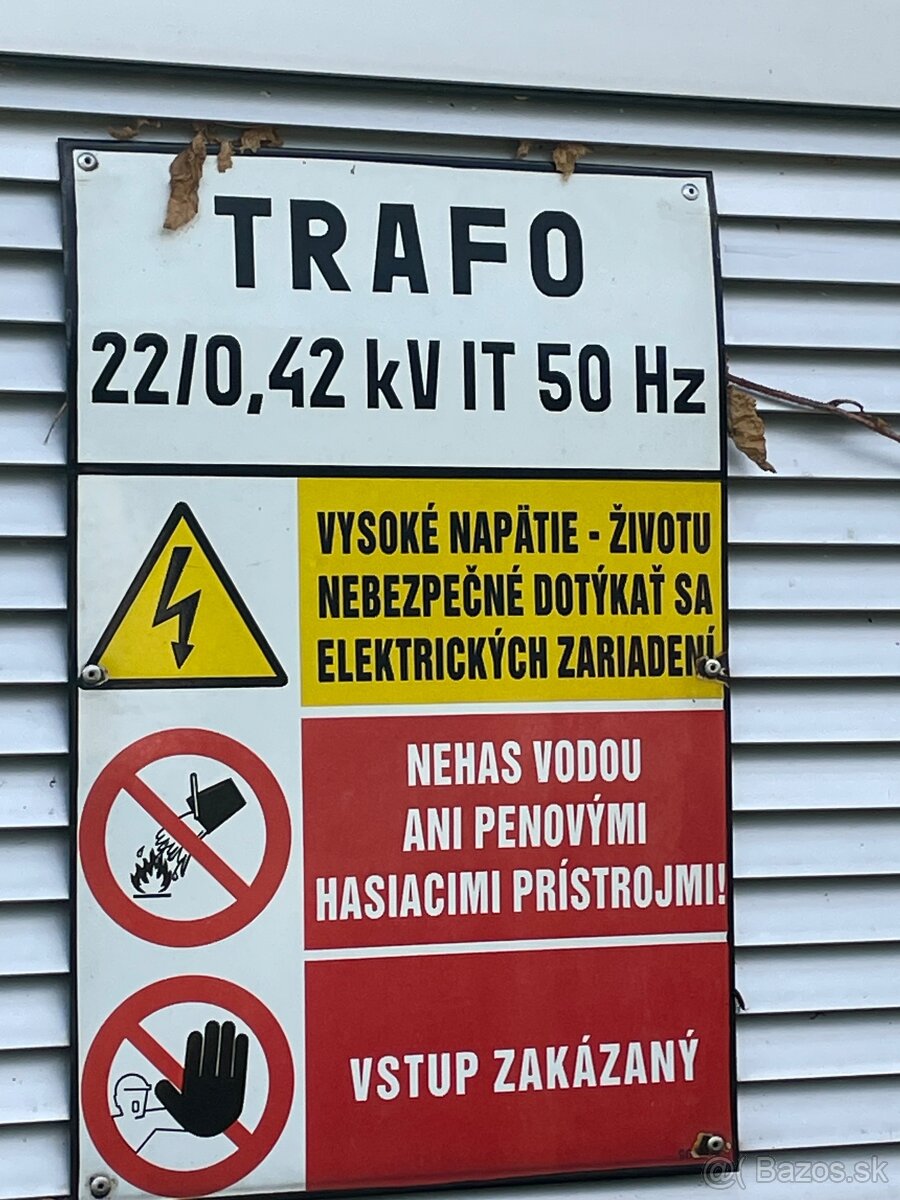 TRAFO
22/0,42 kV IT 50 Hz
VYSOKÉ NAPÄTIE - ŽIVOTU
NEBEZPEČNÉ DOTÝKAŤ SA
ELEKTRICKÝCH ZARIADENÍ
NEHAS VODOU
ANI PENOVÝMI
HASIACIMI PRÍSTROJMI!
VSTUP ZAKÁZANÝ
Bazos.sk